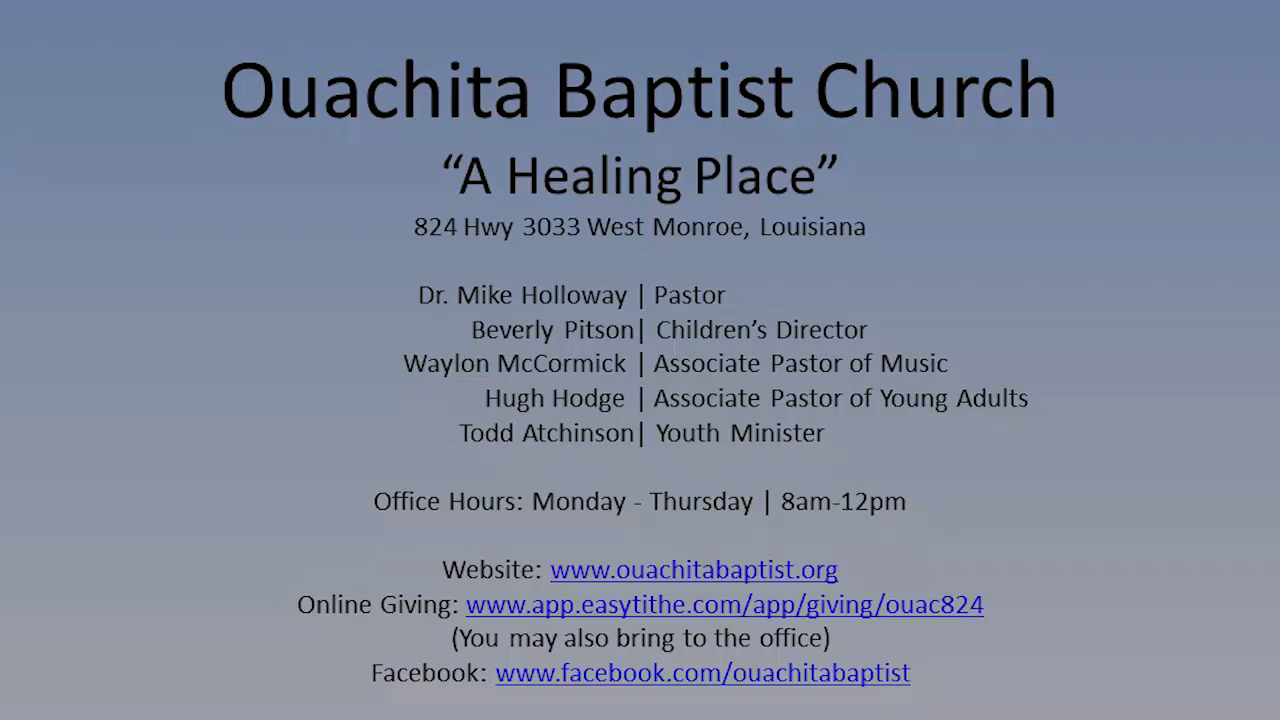 Ouachita Baptist Church
“A Healing Place”
824 Hwy 3033 West Monroe, Louisiana
Dr. Mike Holloway | Pastor
Beverly Pitson| Children’s Director
Waylon McCormick | Associate Pastor of Music
Hugh Hodge | Associate Pastor of Young Adults
Todd Atchinson| Youth Minister
Office Hours: Monday - Thursday | 8am-12pm
Website: www.ouachitabaptist.org
Online Giving: www.app.easytithe.com/app/giving/ouac824
(You may also bring to the office)
Facebook: www.facebook.com/ouachitabaptist